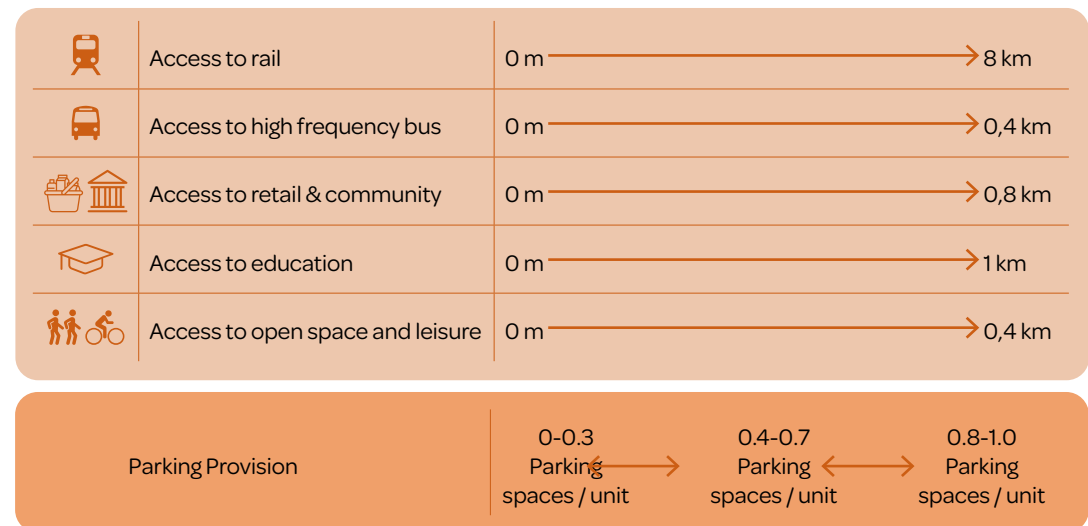 Access to rail 0 m 8 km
Access to high frequency bus 0 m 0,4 km
Access to retail & community 0 m 0,8 km
Access to education 0 m 1 km
Access to open space and leisure 0 m 0,4 km
Parking Provision
0-0.3
Parking
spaces / unit
0.4-0.7
Parking
spaces / unit
0.8-1.0
Parking
spaces / unit